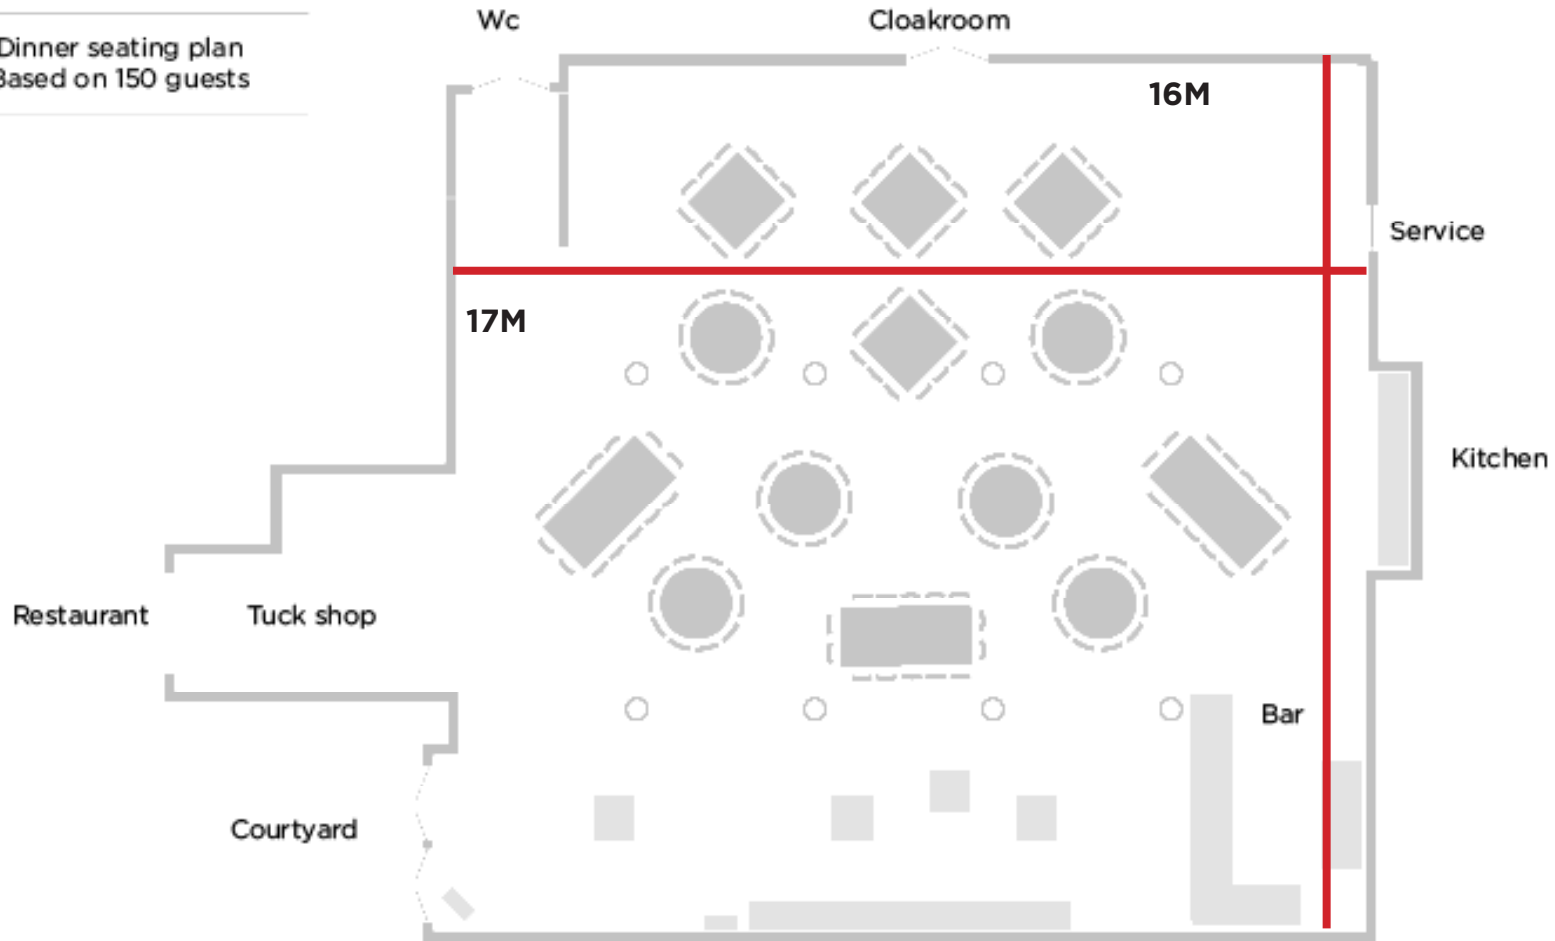 Dinner seating plan
Based on 150 guests
Wc
Cloakroom
16M
Service
17M
Kitchen
Restaurant
Tuck shop
Bar
Courtyard